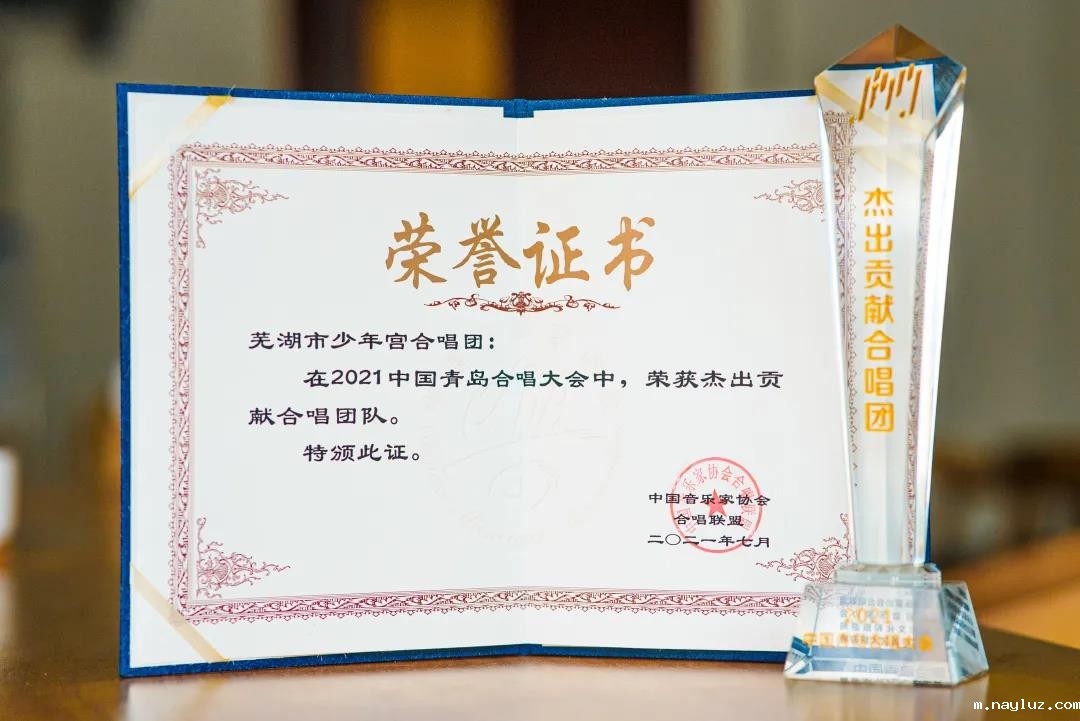 荣誉证书
芜湖市少年宫合唱团：
在2021中国青岛合唱大会中，荣获杰出贡
献合唱团队。
特颁此证。
中国音乐家协会
合唱联盟
二〇二一年七月
杰出贡献合唱团
2021
m.nayluz.com